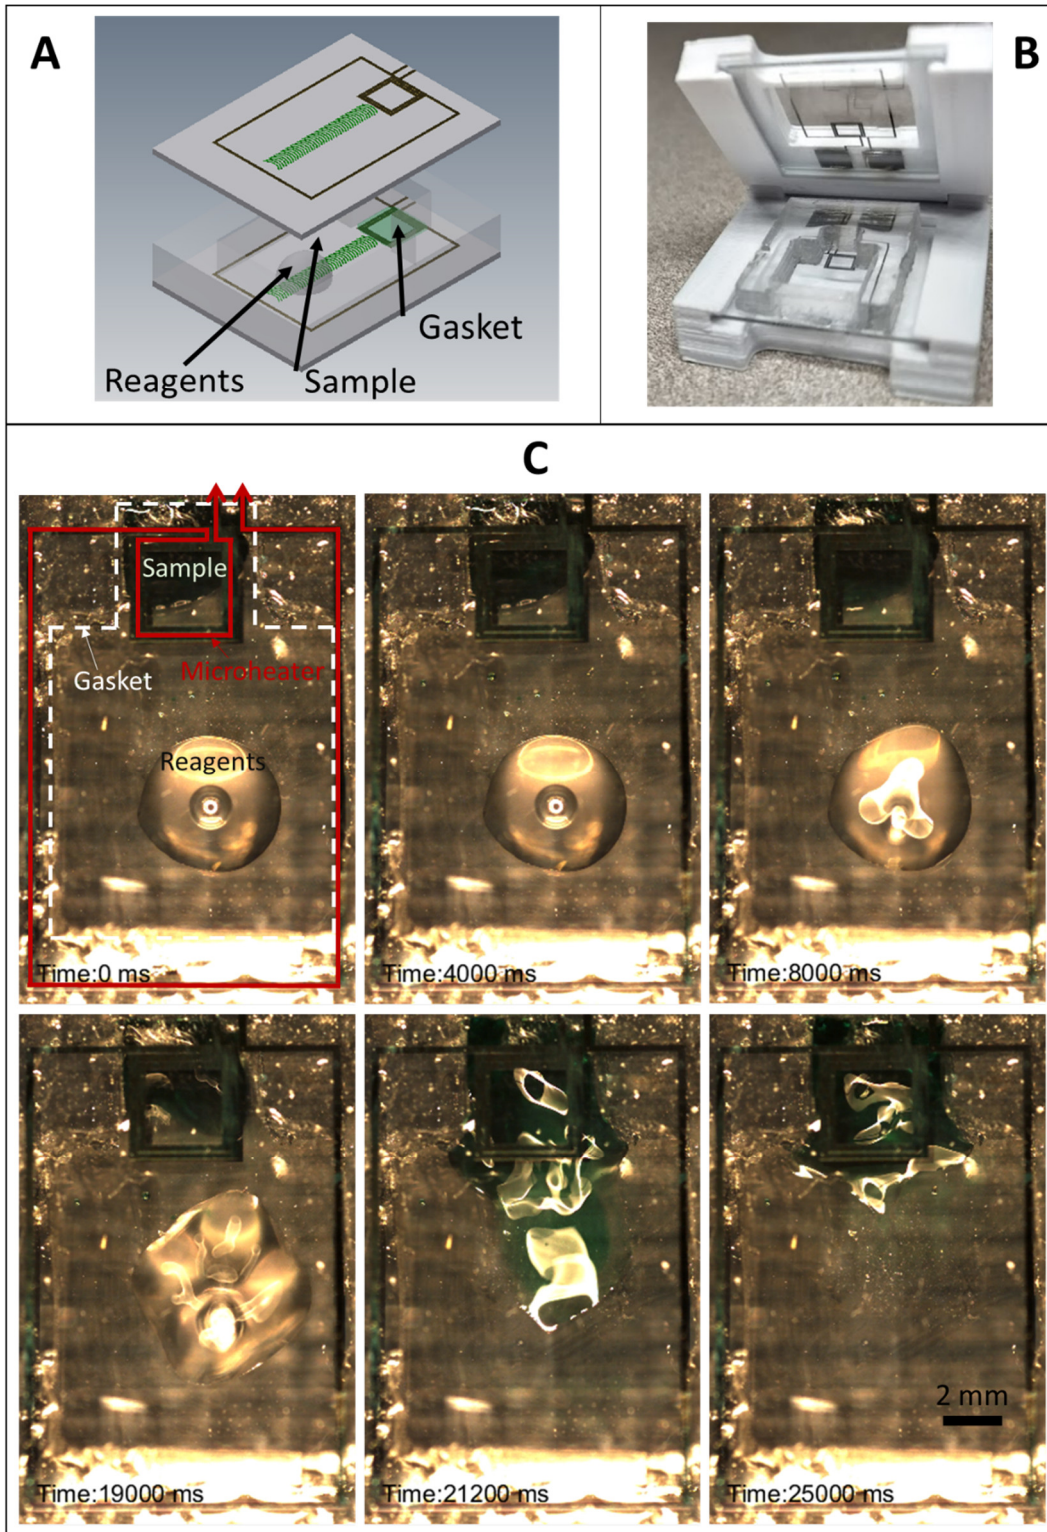 A
B
Gasket
Reagents
Sample
C
Sample
Microheater
Gasket
Reagents
Time:0 ms
Time:4000 ms
Time:8000 ms
2 mm
Time:19000 ms
Time:21200 ms
Time:25000 ms